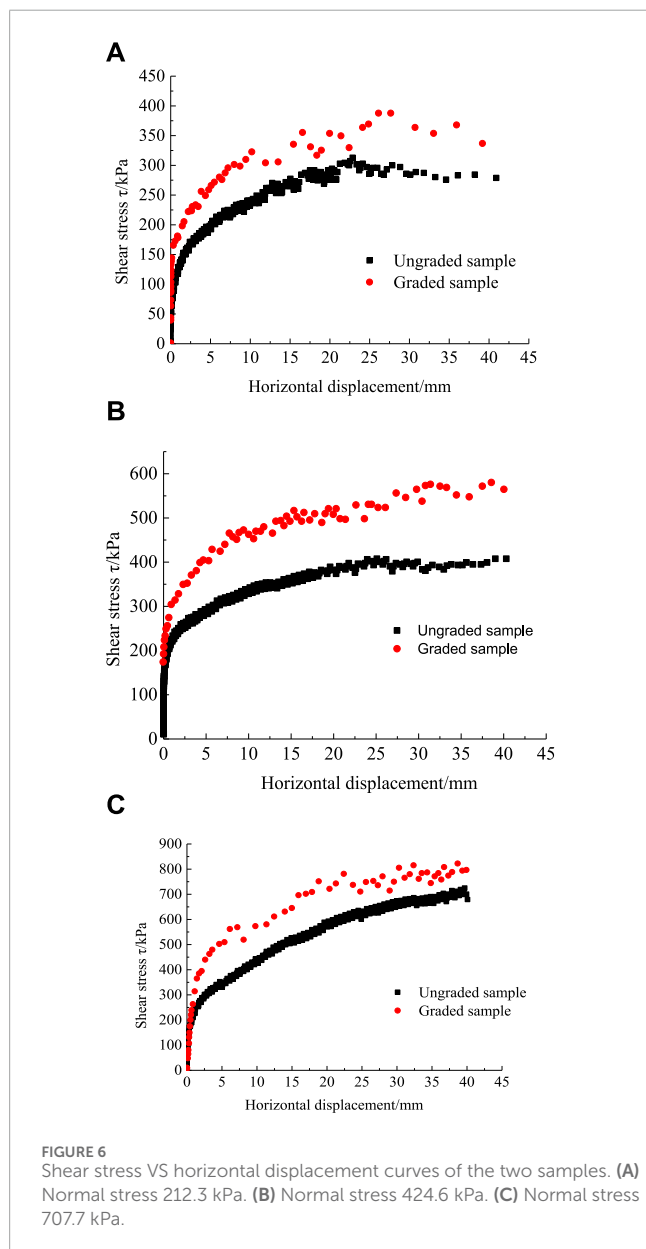 A
450
400
350
300
250
200
150
100
50
0
Shear stress τ/kPa
Ungraded sample
Graded sample
0 5 10 15 20 25 30 35 40 45
Horizontal displacement/mm
B
600
500
400
300
200
100
0
Shear stress τ/kPa
Ungraded sample
Graded sample
0 5 10 15 20 25 30 35 40 45
Horizontal displacement/mm
C
900
800
700
600
500
400
300
200
100
0
Shear stress τ/kPa
Ungraded sample
Graded sample
0 5 10 15 20 25 30 35 40 45
Horizontal displacement/mm
FIGURE 6
Shear stress VS horizontal displacement curves of the two samples. (A)
Normal stress 212.3 kPa. (B) Normal stress 424.6 kPa. (C) Normal stress
707.7 kPa.